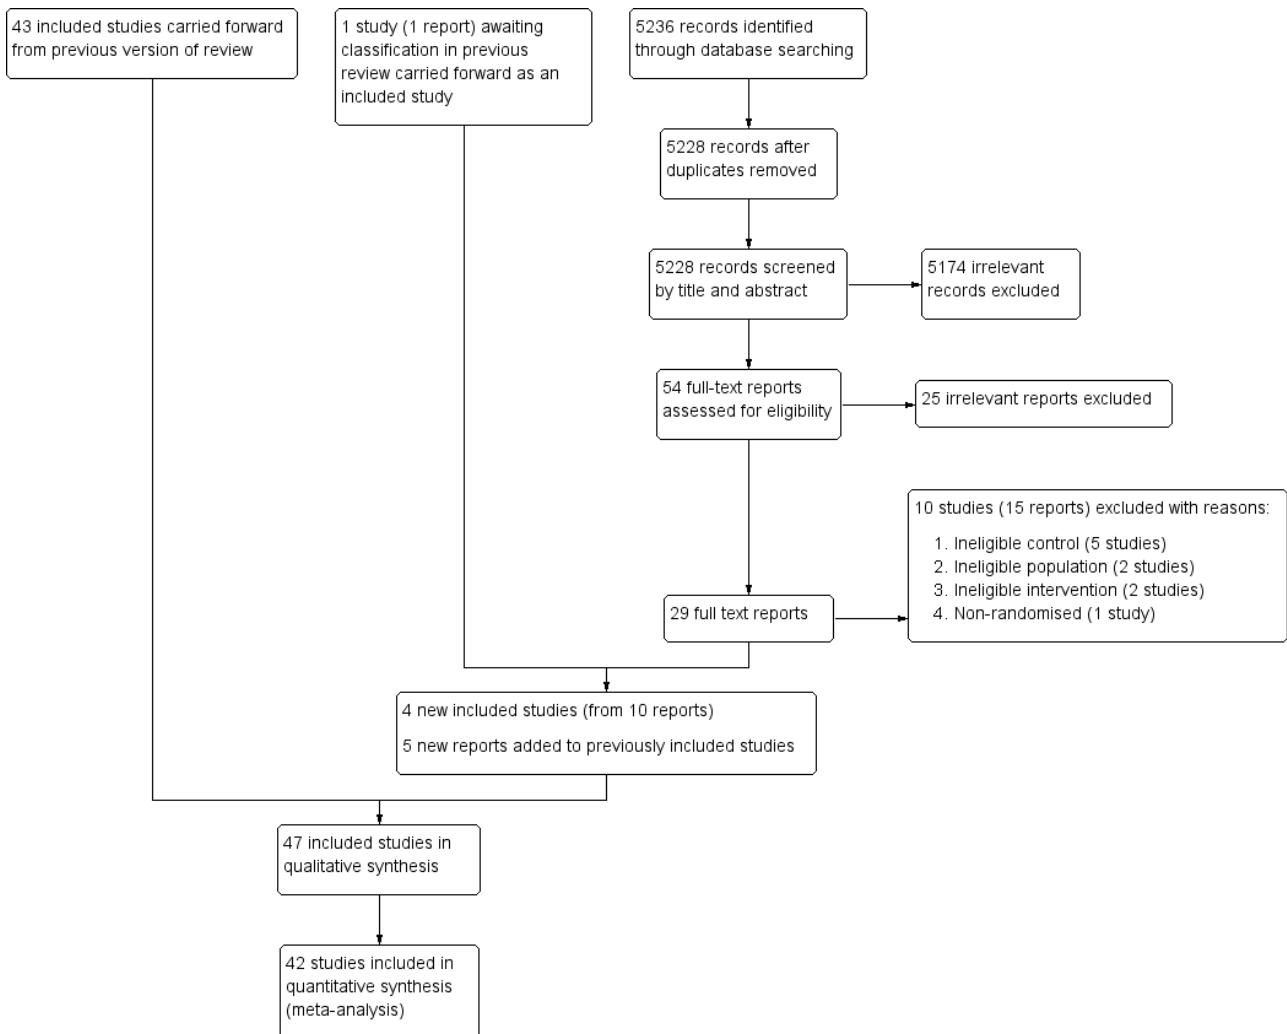 43 included studies carried forward
from previous version of review
1 study (1 report) awaiting
classification in previous
review carried forward as an
included study
5236 records identified
through database searching
5228 records after
duplicates removed
5228 records screened
by title and abstract
5174 irrelevant
records excluded
54 full-text reports
assessed for eligibility
25 irrelevant reports excluded
10 studies (15 reports) excluded with reasons:
1. Ineligible control (5 studies)
2. Ineligible population (2 studies)
3. Ineligible intervention (2 studies)
4. Non-randomised (1 study)
29 full text reports
4 new included studies (from 10 reports)
5 new reports added to previously included studies
47 included studies in
qualitative synthesis
42 studies included in
quantitative synthesis
(meta-analysis)